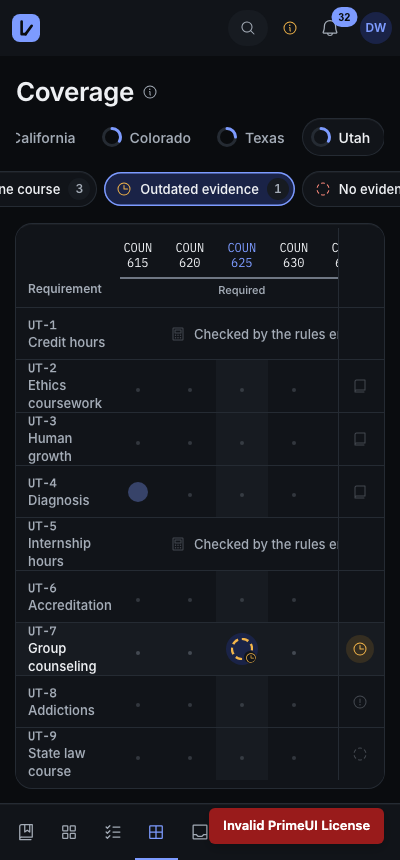 32
DW
Coverage
California
Colorado
Texas
Utah
ne course 3
Outdated evidence 1
No eviden
COUN 615
COUN 620
COUN 625
COUN 630
Requirement
Required
UT-1
Credit hours
Checked by the rules e
UT-2
Ethics
coursework
UT-3
Human
growth
UT-4
Diagnosis
UT-5
Internship
hours
Checked by the rules e
UT-6
Accreditation
UT-7
Group
counseling
UT-8
Addictions
UT-9
State law
course
Invalid PrimeUI License